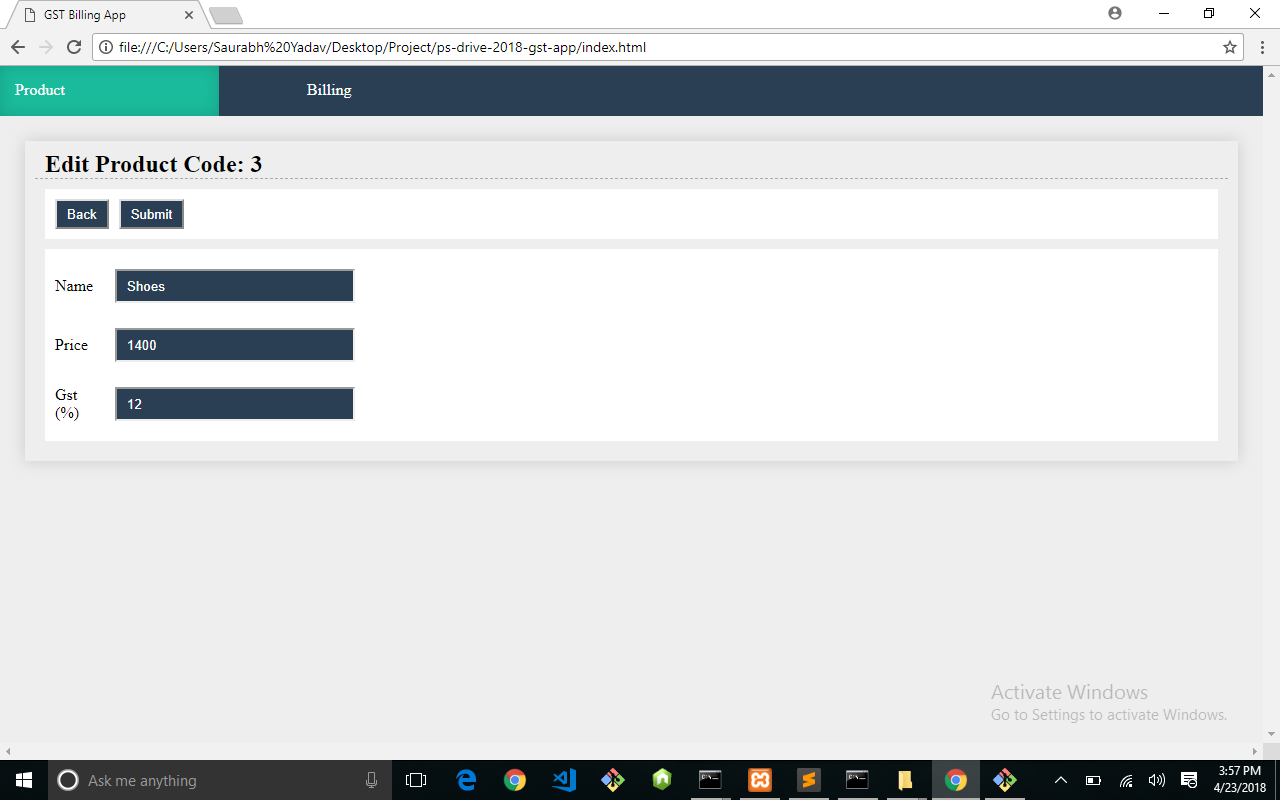 GST Billing App
file:///C:/Users/Saurabh%20Yadav/Desktop/Project/ps-drive-2018-gst-app/index.html
Product Billing
Edit Product Code: 3
Back Submit
Name Shoes
Price 1400
Gst
(%) 12
Activate Windows
Go to Settings to activate Windows.
Ask me anything
3:57 PM
4/23/2018